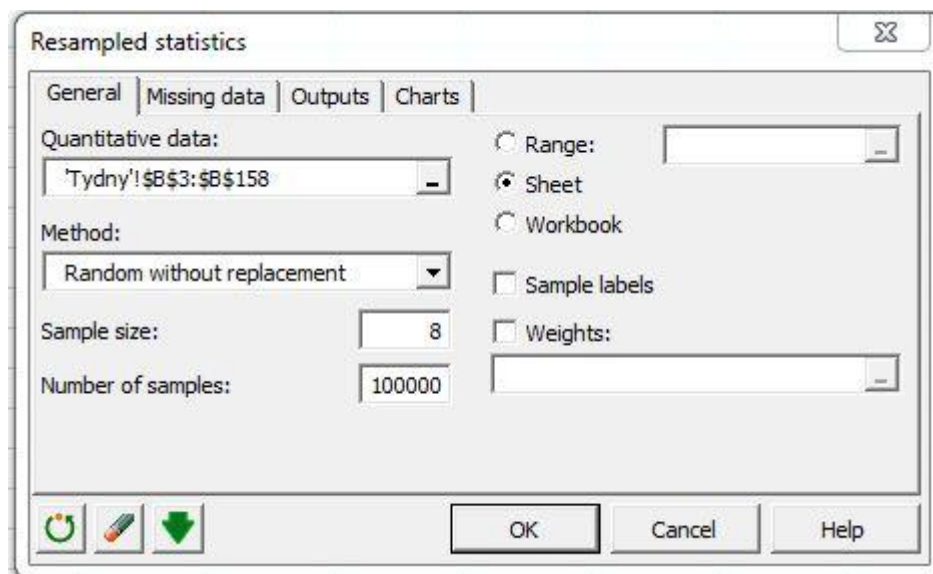 Resampled statistics
General Missing data Outputs Charts
Quantitative data:
'Tydny'!$B$3:$B$158
Method:
Random without replacement
Sample size: 8
Number of samples: 100000
Range:
Sheet
Workbook
Sample labels
Weights:
OK Cancel Help